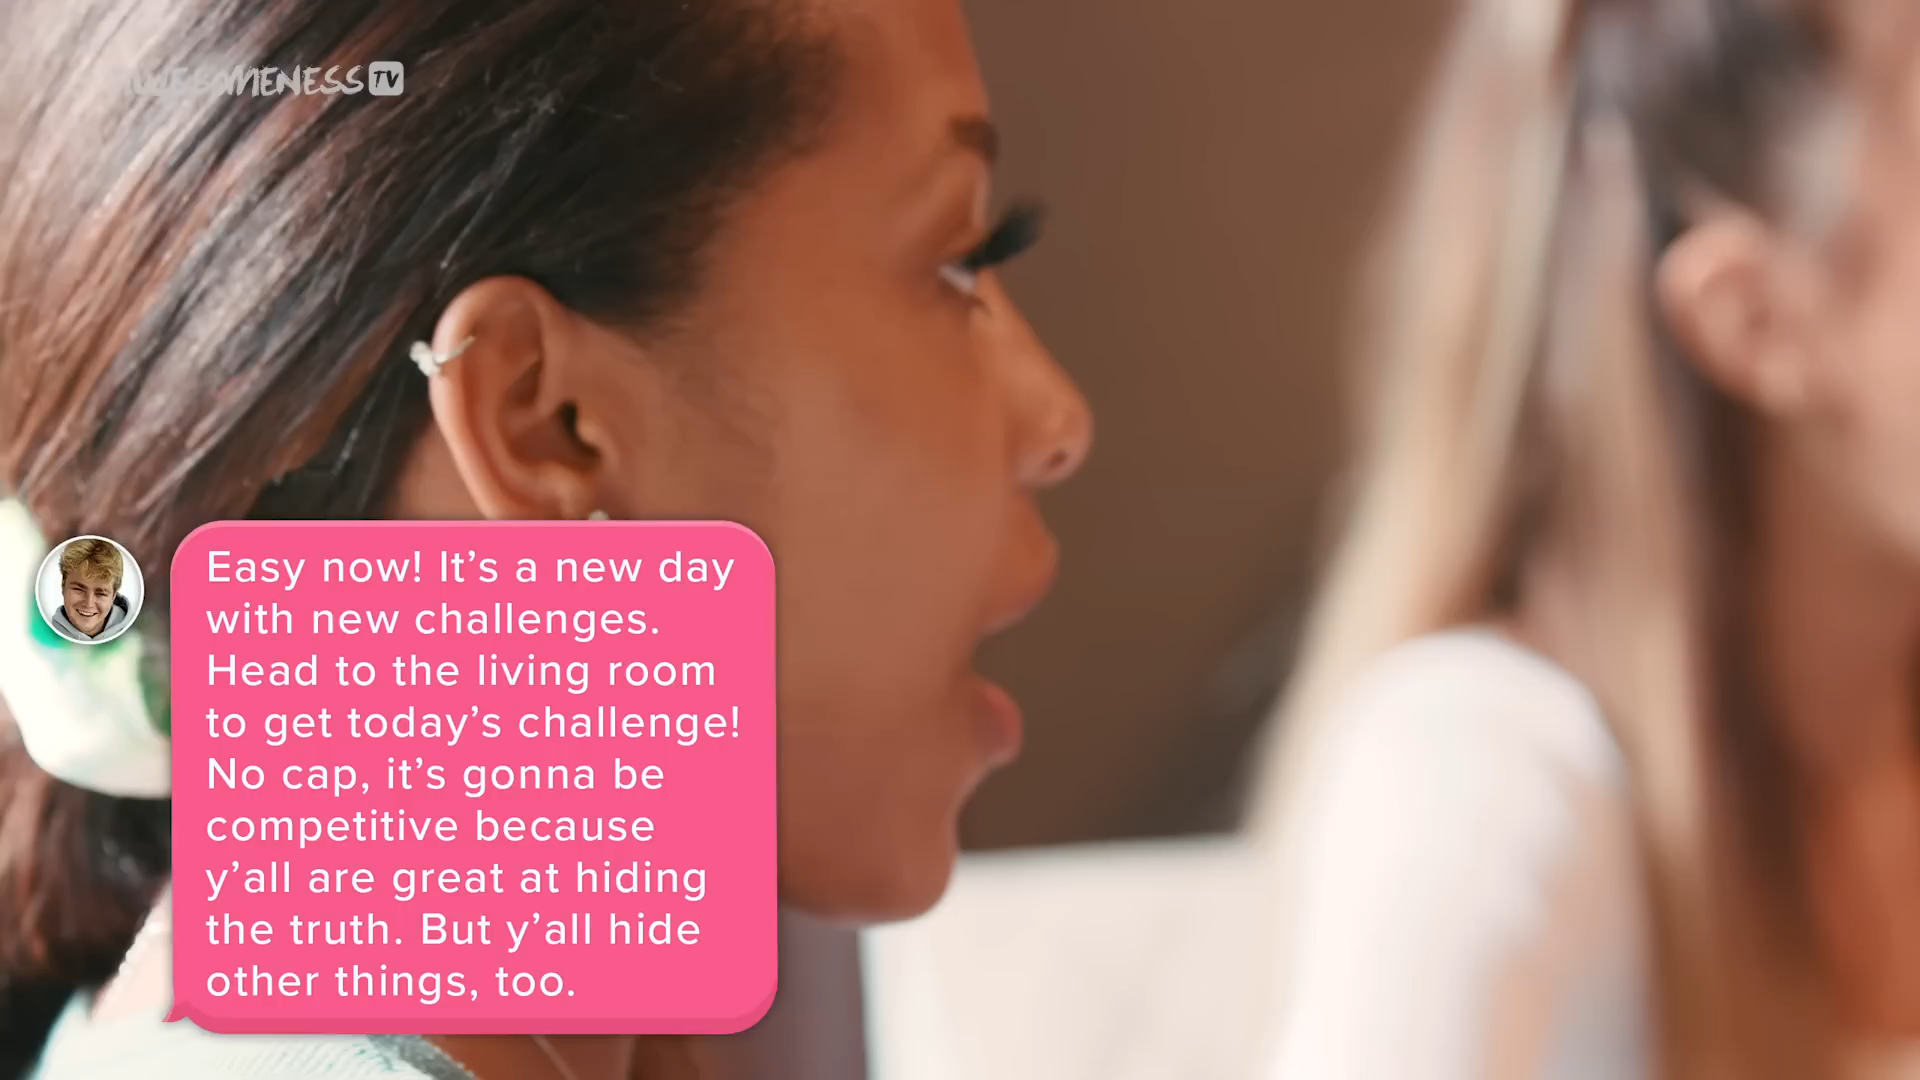 AWESOMENESS TV
Easy now! It's a new day
with new challenges.
Head to the living room
to get today's challenge!
No cap, it's gonna be
competitive because
y'all are great at hiding
the truth. But y'all hide
other things, too.